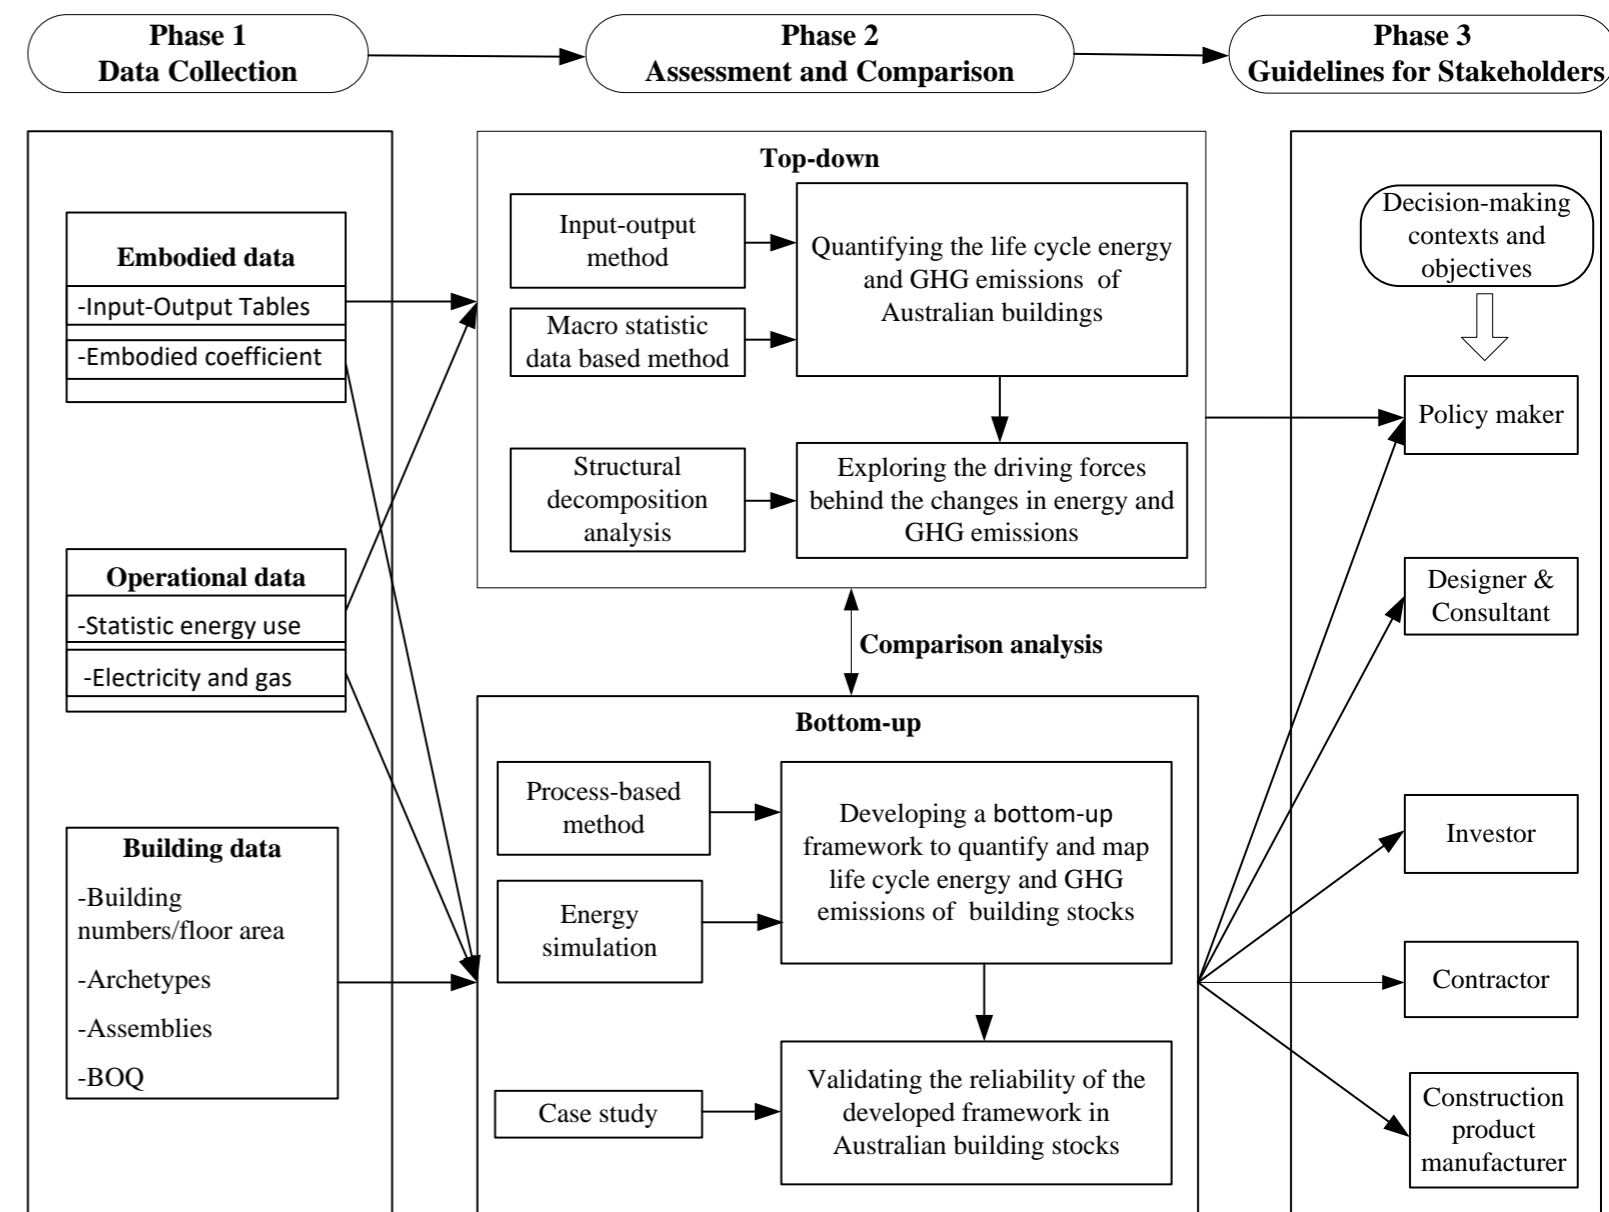 Phase 1
Data Collection
Phase 2
Assessment and Comparison
Phase 3
Guidelines for Stakeholders
Embodied data
-Input-Output Tables
-Embodied coefficient
Operational data
-Statistic energy use
-Electricity and gas
Building data
-Building
numbers/floor area
-Archetypes
-Assemblies
-BOQ
Top-down
Input-output
method
Macro statistic
data based method
Quantifying the life cycle energy
and GHG emissions of
Australian buildings
Structural
decomposition
analysis
Exploring the driving forces
behind the changes in energy and
GHG emissions
Comparison analysis
Bottom-up
Process-based
method
Energy
simulation
Developing a bottom-up
framework to quantify and map
life cycle energy and GHG
emissions of building stocks
Case study
Validating the reliability of the
developed framework in
Australian building stocks
Decision-making
contexts and
objectives
Policy maker
Designer &
Consultant
Investor
Contractor
Construction
product
manufacturer